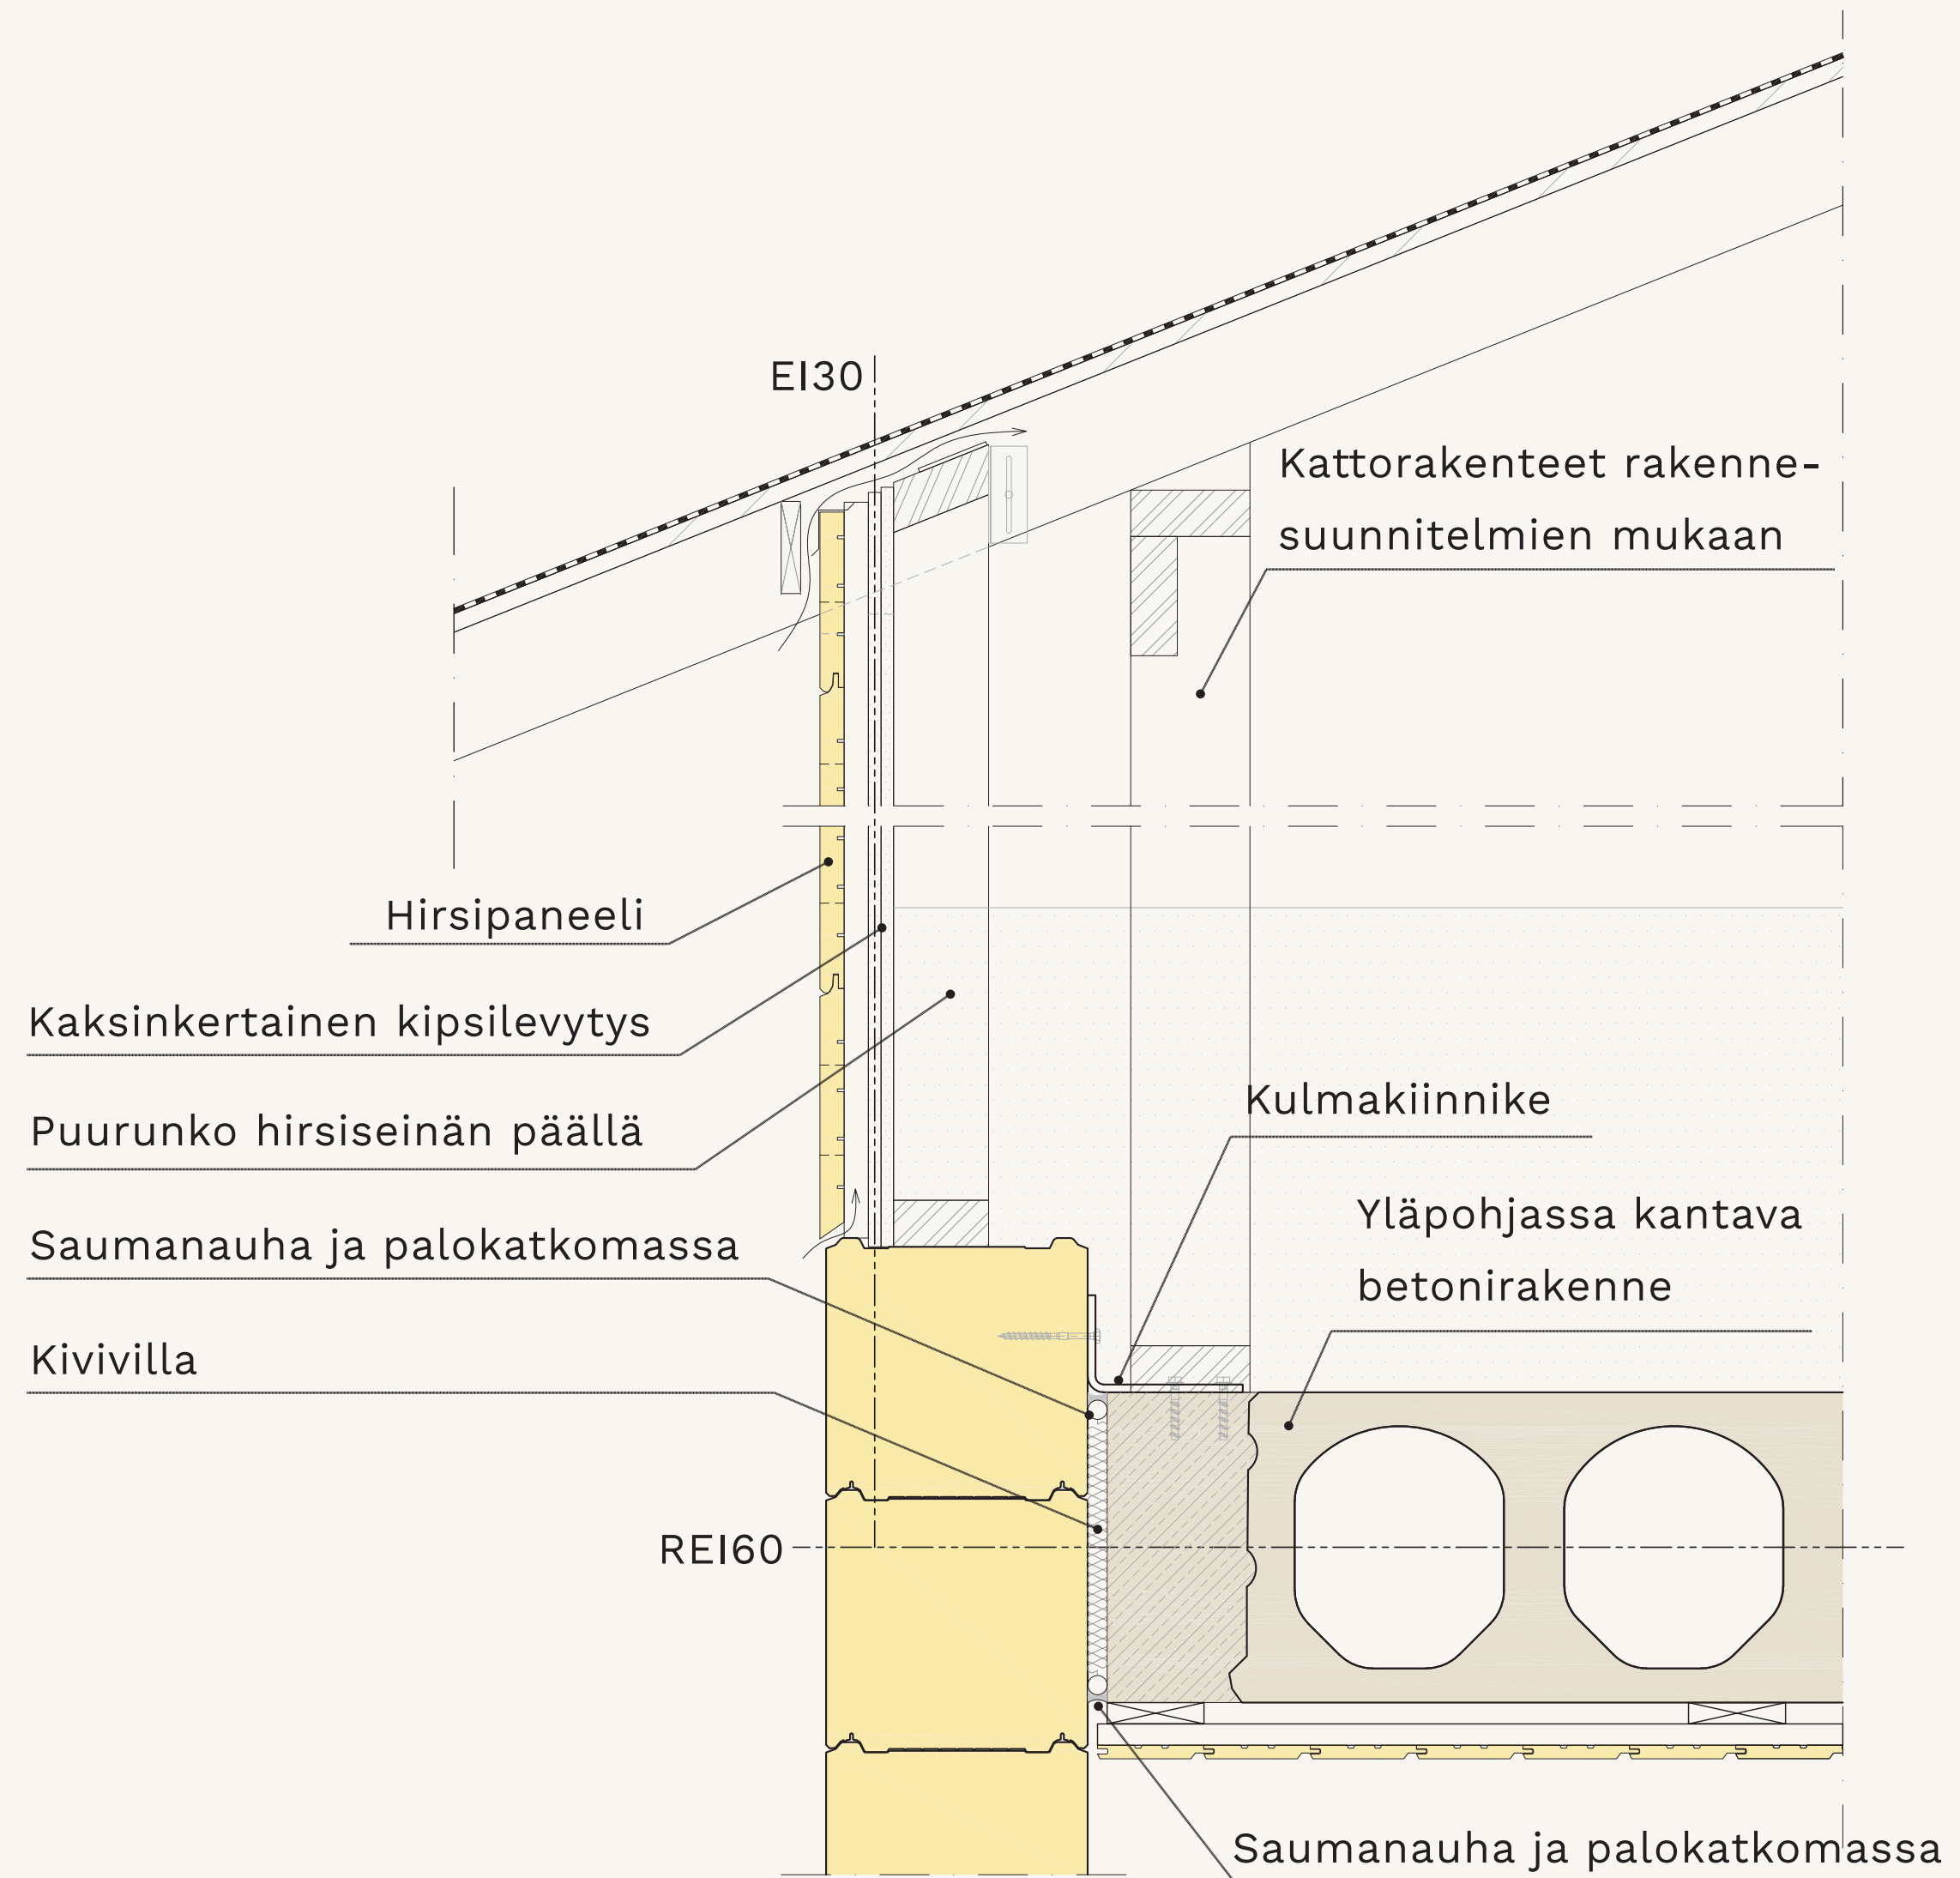 EI30
Kattorakenteet rakenne-
suunnitelmien mukaan
Hirsipaneeli
Kaksinkertainen kipsilevytys
Puurunko hirsiseinän päällä
Kulmakiinnike
Yläpohjassa kantava
betonirakenne
Saumanauha ja palokatkomassa
Kivivilla
REI60
Saumanauha ja palokatkomassa